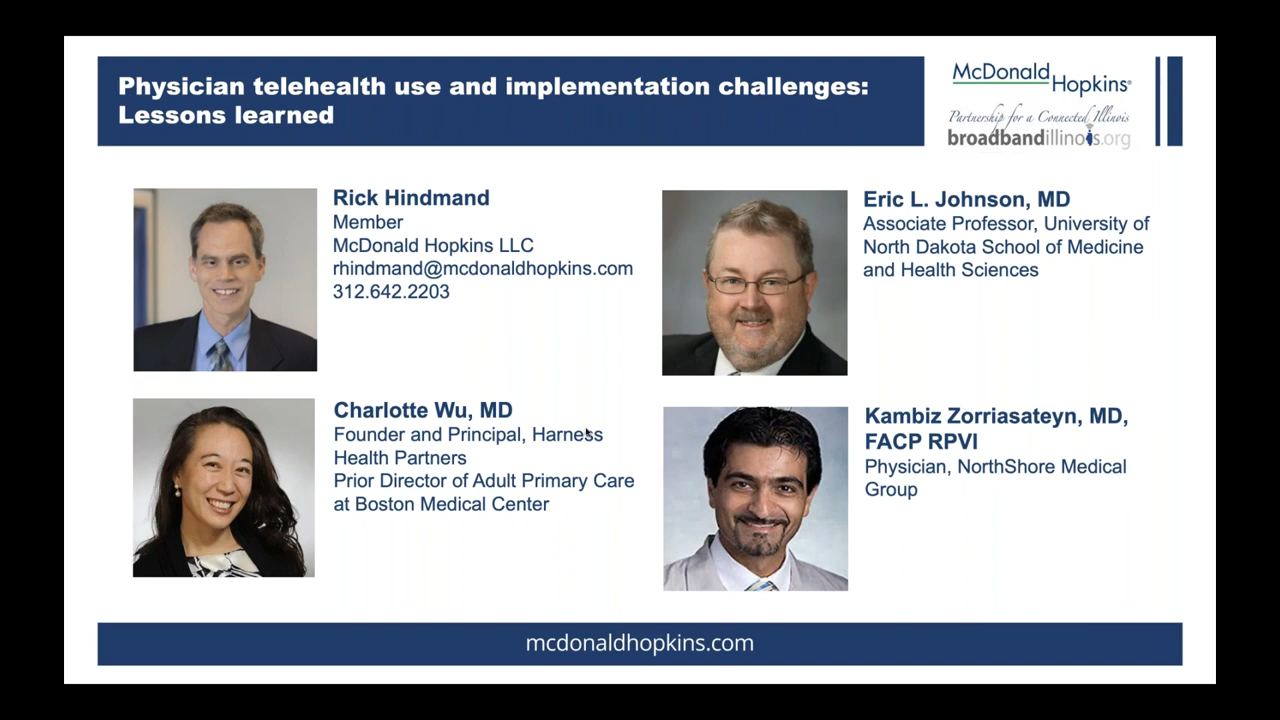 Physician telehealth use and implementation challenges:
Lessons learned
McDonald
Hopkins®
Partnership for a Connected Illinois
broadbandillinois.org
Rick Hindmand
Member
McDonald Hopkins LLC
rhindmand@mcdonaldhopkins.com
312.642.2203
Eric L. Johnson, MD
Associate Professor, University of
North Dakota School of Medicine
and Health Sciences
Charlotte Wu, MD
Founder and Principal, Harness
Health Partners
Prior Director of Adult Primary Care
at Boston Medical Center
Kambiz Zorriasateyn, MD,
FACP RPVI
Physician, NorthShore Medical
Group
mcdonaldhopkins.com